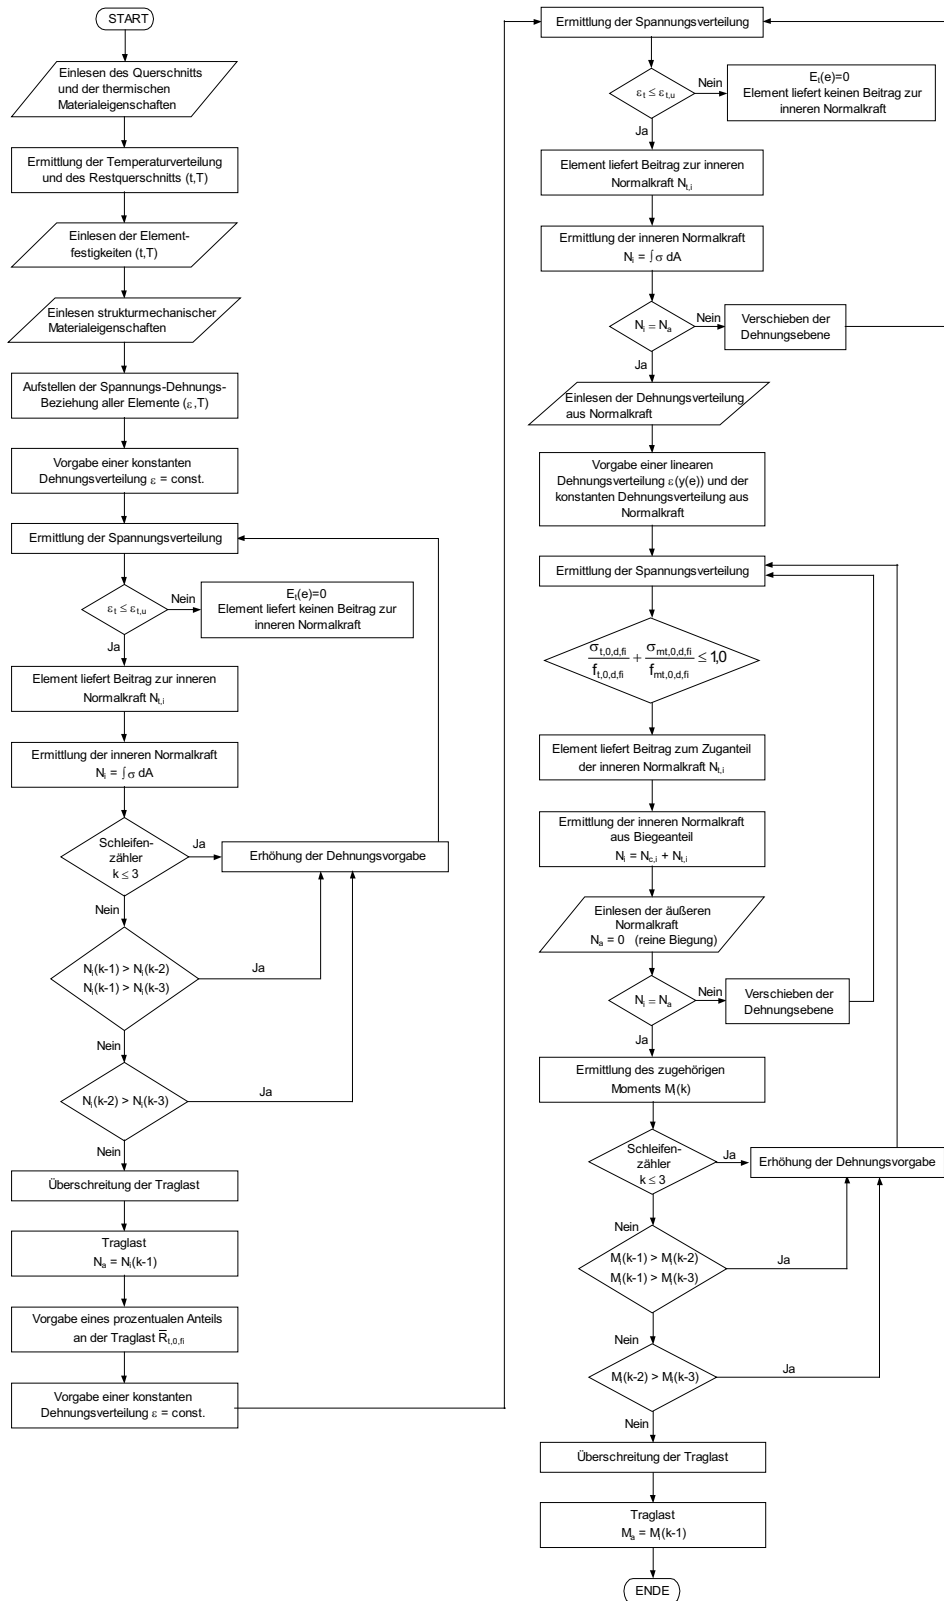 START
Einlesen des Querschnitts
und der thermischen
Materialeigenschaften
Ermittlung der Temperaturverteilung
und des Restquerschnitts (t,T)
Einlesen der Element-
festigkeiten (t,T)
Einlesen strukturmechanischer
Materialeigenschaften
Aufstellen der Spannungs-Dehnungs-
Beziehung aller Elemente (ε,T)
Vorgabe einer konstanten
Dehnungsverteilung ε = const.
Ermittlung der Spannungsverteilung
ε_t ≤ ε_t,u
Nein
E_t(e)=0
Element liefert keinen Beitrag zur
inneren Normalkraft
Ja
Element liefert Beitrag zur inneren
Normalkraft N_t,i
Ermittlung der inneren Normalkraft
N_i = ∫ σ dA
Schleifen-
zähler
k ≤ 3
Ja
Erhöhung der Dehnungsvorgabe
Nein
N_i(k-1) > N_i(k-2)
N_i(k-1) > N_i(k-3)
Ja
Nein
N_i(k-2) > N_i(k-3)
Ja
Nein
Überschreitung der Traglast
Traglast
N_a = N_i(k-1)
Vorgabe eines prozentualen Anteils
an der Traglast R̅_t,0,fi
Vorgabe einer konstanten
Dehnungsverteilung ε = const.
Ermittlung der Spannungsverteilung
ε_t ≤ ε_t,u
Nein
E_t(e)=0
Element liefert keinen Beitrag zur
inneren Normalkraft
Ja
Element liefert Beitrag zur inneren
Normalkraft N_t,i
Ermittlung der inneren Normalkraft
N_i = ∫ σ dA
N_i = N_a
Nein
Verschieben der
Dehnungsebene
Ja
Einlesen der Dehnungsverteilung
aus Normalkraft
Vorgabe einer linearen
Dehnungsverteilung ε(y(e)) und der
konstanten Dehnungsverteilung aus
Normalkraft
Ermittlung der Spannungsverteilung
σ_t,0,d,fi / f_t,0,d,fi + σ_mt,0,d,fi / f_mt,0,d,fi ≤ 1,0
Element liefert Beitrag zum Zuganteil
der inneren Normalkraft N_t,i
Ermittlung der inneren Normalkraft
aus Biegeanteil
N_i = N_c,i + N_t,i
Einlesen der äußeren
Normalkraft
N_a = 0 (reine Biegung)
N_i = N_a
Nein
Verschieben der
Dehnungsebene
Ja
Ermittlung des zugehörigen
Moments M_i(k)
Schleifen-
zähler
k ≤ 3
Ja
Erhöhung der Dehnungsvorgabe
Nein
M_i(k-1) > M_i(k-2)
M_i(k-1) > M_i(k-3)
Ja
Nein
M_i(k-2) > M_i(k-3)
Ja
Nein
Überschreitung der Traglast
Traglast
M_a = M_i(k-1)
ENDE